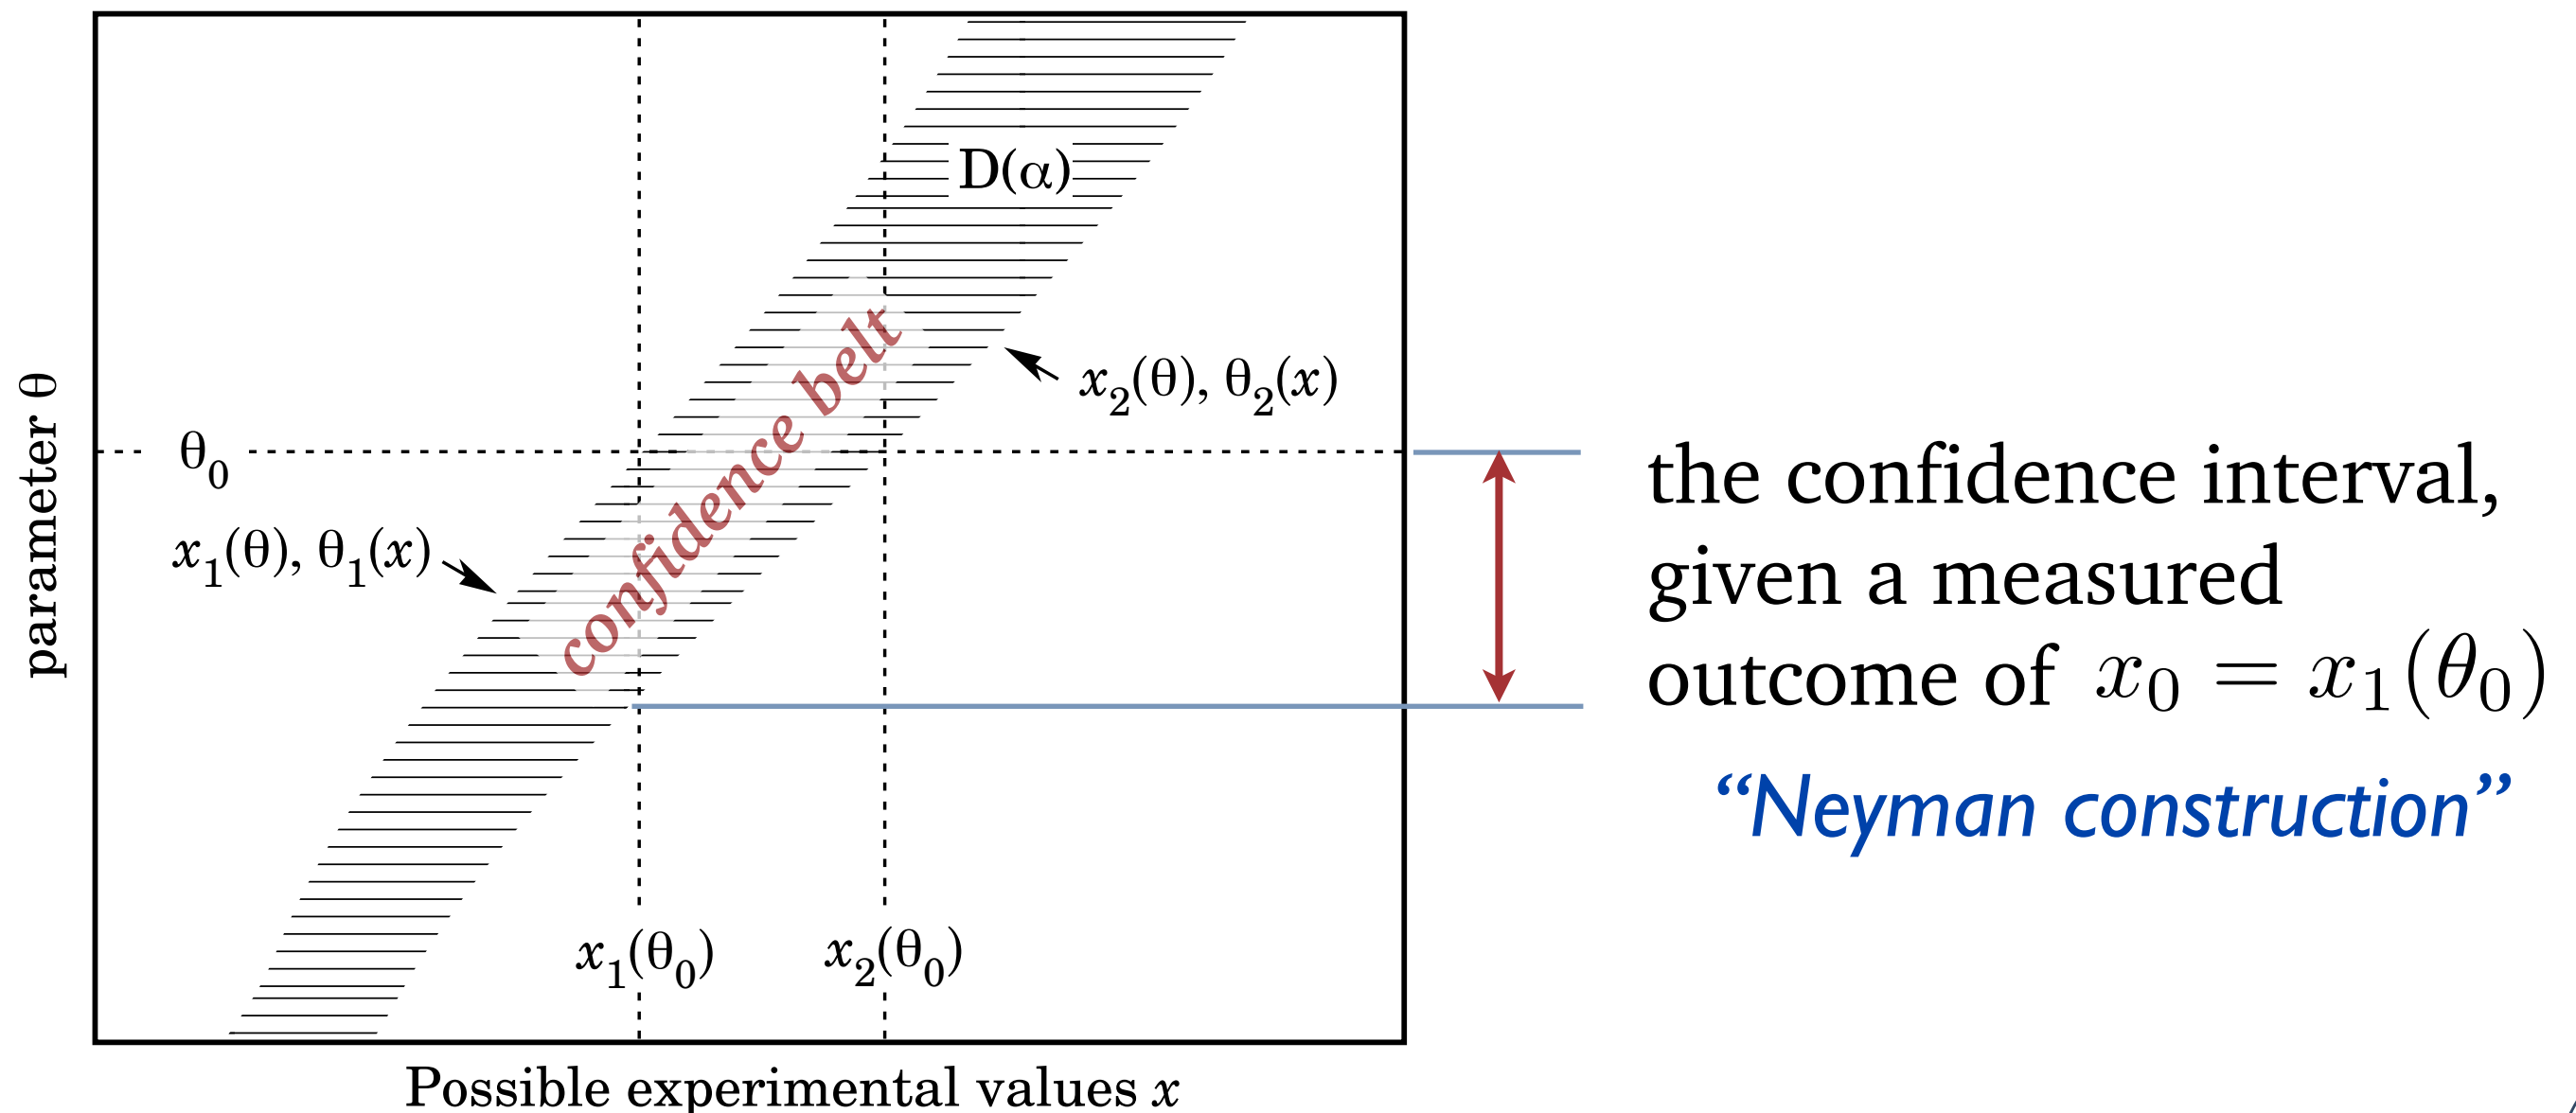 D(α)
confidence belt
x₂(θ), θ₂(x)
parameter θ
θ₀
x₁(θ), θ₁(x)
x₁(θ₀)
x₂(θ₀)
Possible experimental values x
the confidence interval,
given a measured
outcome of x₀ = x₁(θ₀)
“Neyman construction”